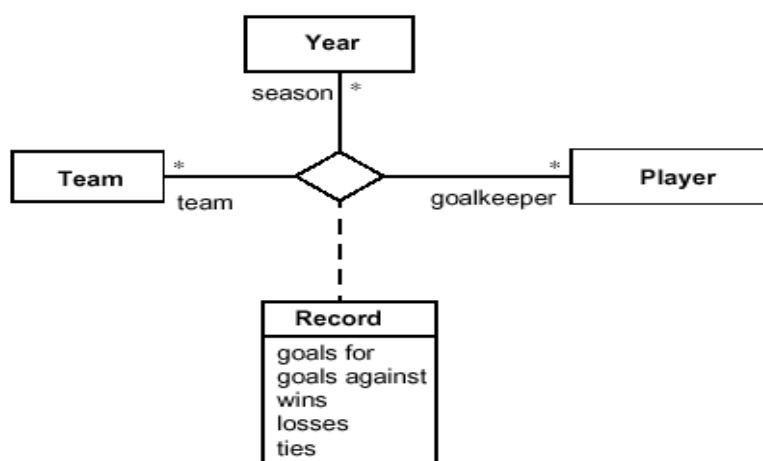 Year
season *
Team
*
team
*
goalkeeper
Player
Record
goals for
goals against
wins
losses
ties